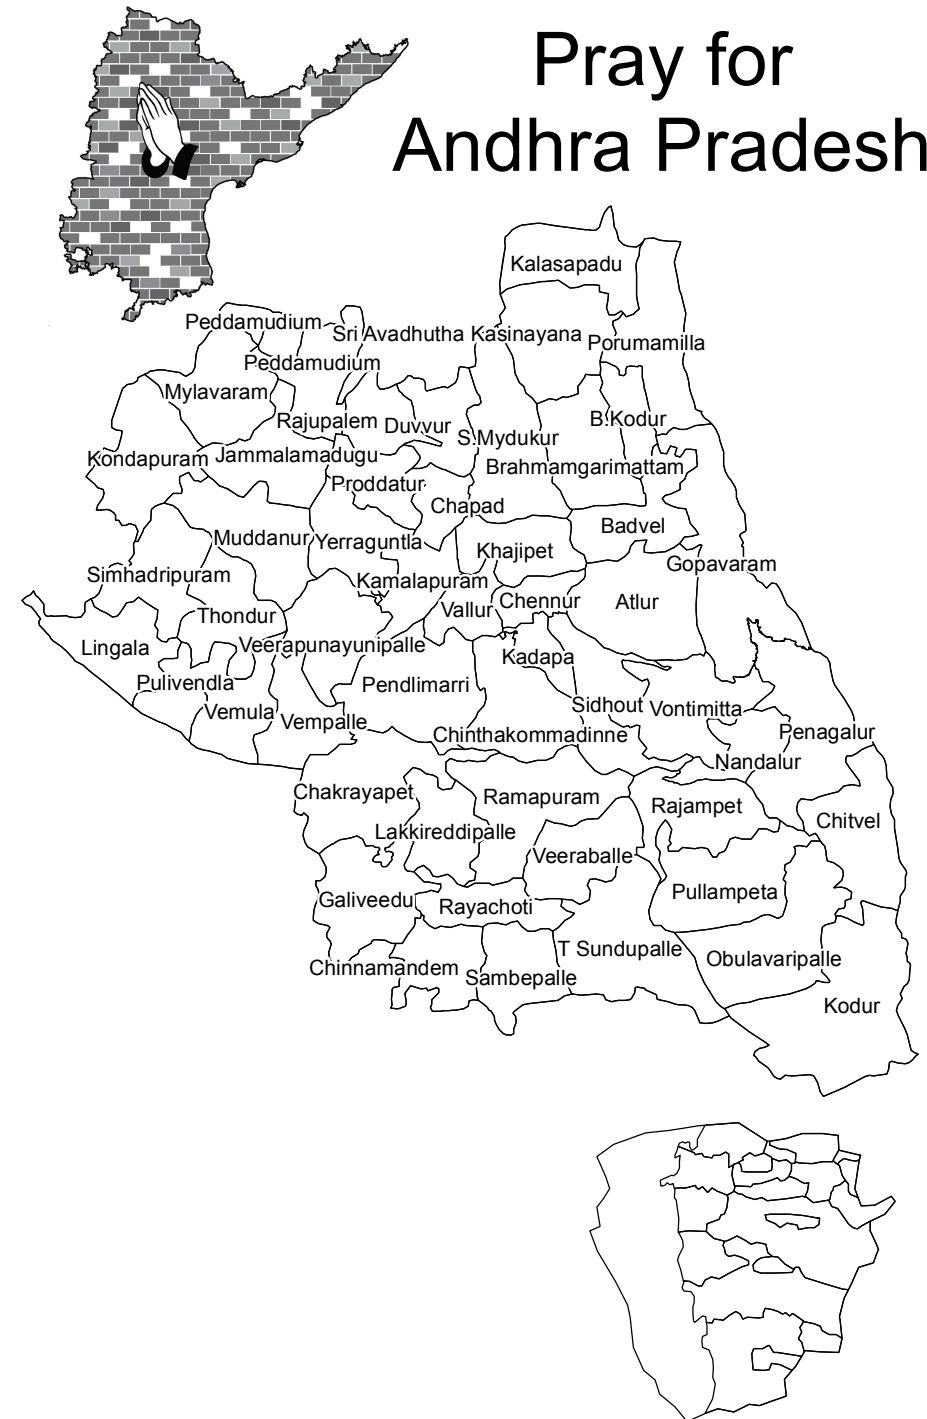 Pray for
Andhra Pradesh
Kalasapadu
Peddamudium
Sri Avadhutha Kasinayana
Porumamilla
Peddamudium
Mylavaram
Rajupalem
Duvvur
B.Kodur
S.Mydukur
Kondapuram
Jammalamadugu
Brahmamgarimattam
Proddatur
Chapad
Badvel
Muddanur
Yerraguntla
Khajipet
Gopavaram
Simhadripuram
Kamalapuram
Vallur
Chennur
Atlur
Thondur
Lingala
Veerapunayunipalle
Kadapa
Pulivendla
Pendlimarri
Vemula
Vempalle
Sidhout
Vontimitta
Chinthakommadinne
Penagalur
Nandalur
Chakrayapet
Ramapuram
Rajampet
Chitvel
Lakkireddipalle
Veeraballe
Galiveedu
Rayachoti
Pullampeta
T Sundupalle
Obulavaripalle
Chinnamandem
Sambepalle
Kodur